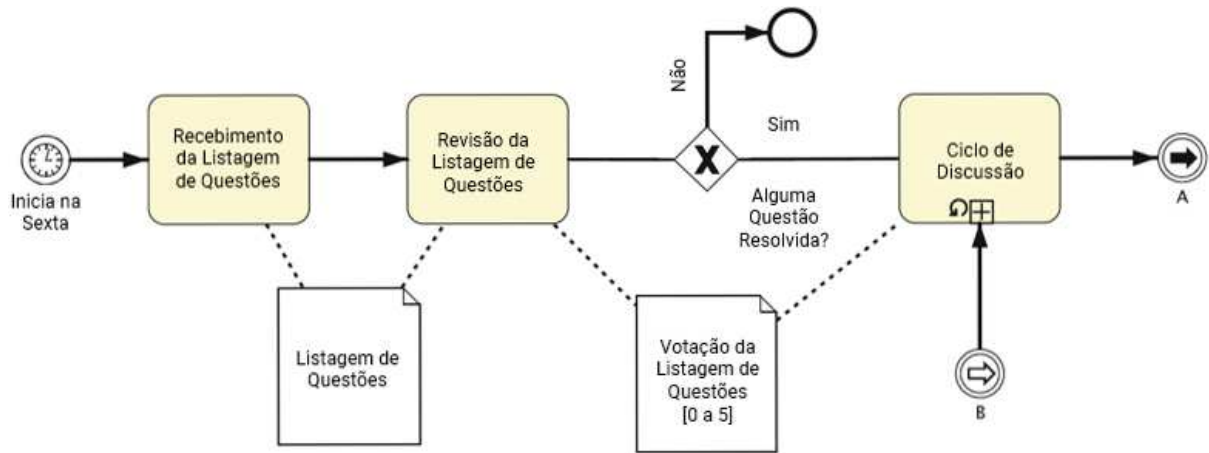 Inicia na
Sexta
Recebimento
da Listagem
de Questões
Revisão da
Listagem de
Questões
Não
Sim
Alguma
Questão
Resolvida?
Ciclo de
Discussão
A
Listagem de
Questões
Votação da
Listagem de
Questões
[0 a 5]
B